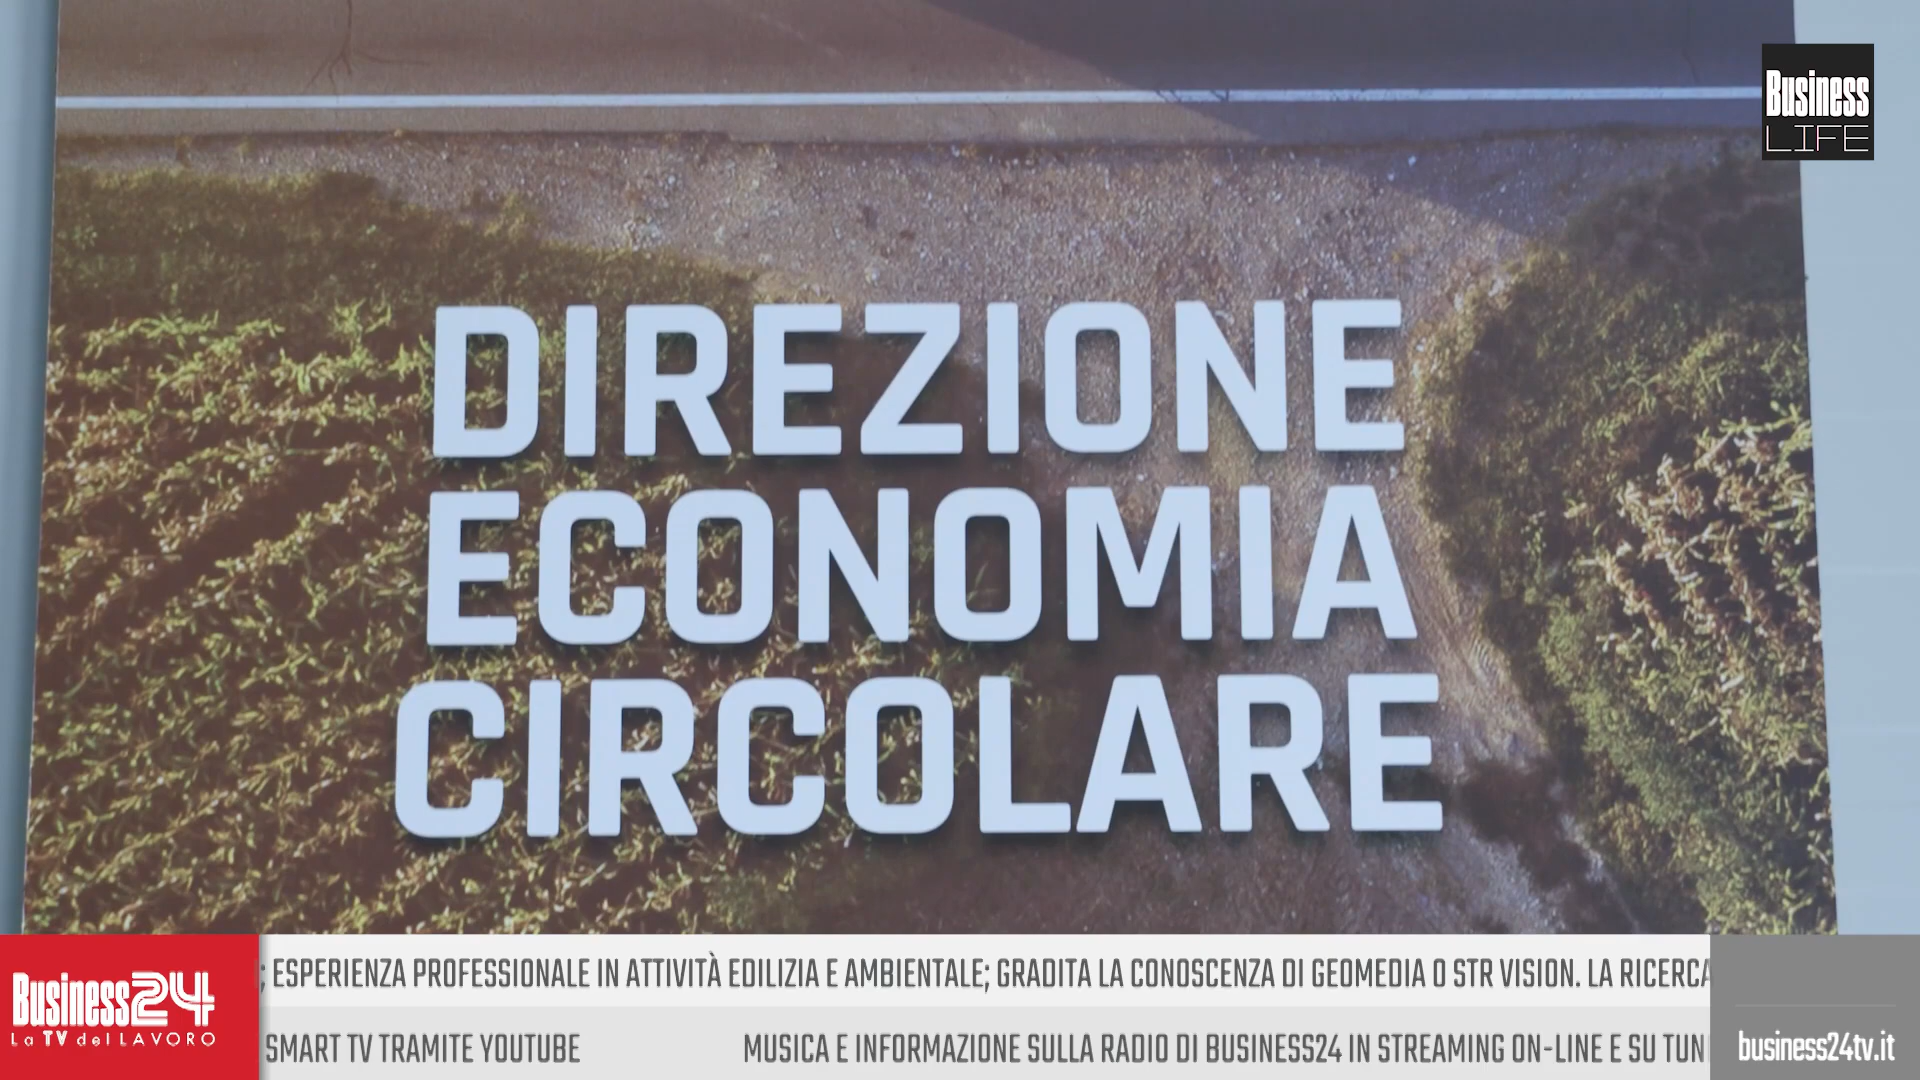 Business
LIFE
DIREZIONE
ECONOMIA
CIRCOLARE
; ESPERIENZA PROFESSIONALE IN ATTIVITÀ EDILIZIA E AMBIENTALE; GRADITA LA CONOSCENZA DI GEOMEDIA O STR VISION. LA RICERCA
Business24
La TV del LAVORO
SMART TV TRAMITE YOUTUBE MUSICA E INFORMAZIONE SULLA RADIO DI BUSINESS24 IN STREAMING ON-LINE E SU TUNI
business24tv.it